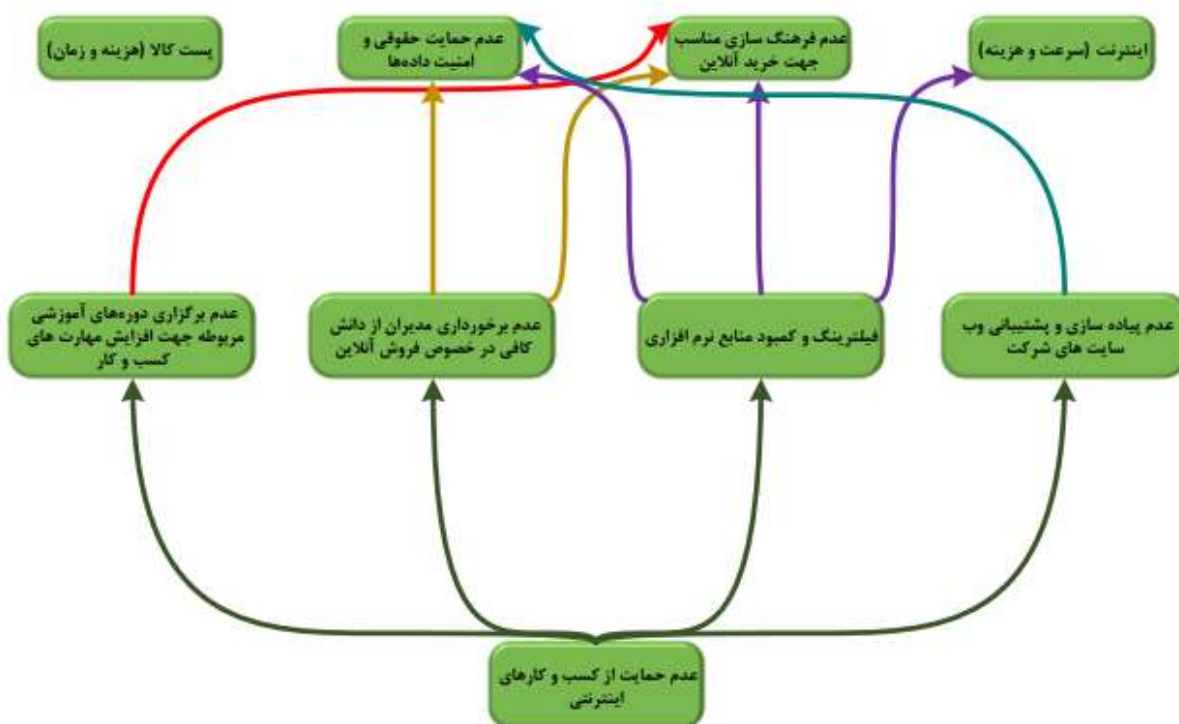 اینترنت (سرعت و هزینه)
عدم فرهنگ سازی مناسب
جهت خرید آنلاین
عدم حمایت حقوقی و
امنیت داده‌ها
پست کالا (هزینه و زمان)
عدم پیاده سازی و پشتیبانی وب
سایت های شرکت
فیلترینگ و کمبود منابع نرم افزاری
عدم برخورداری مدیران از دانش
کافی در خصوص فروش آنلاین
عدم برگزاری دوره‌های آموزشی
مربوطه جهت افزایش مهارت های
کسب و کار
عدم حمایت از کسب و کارهای
اینترنتی